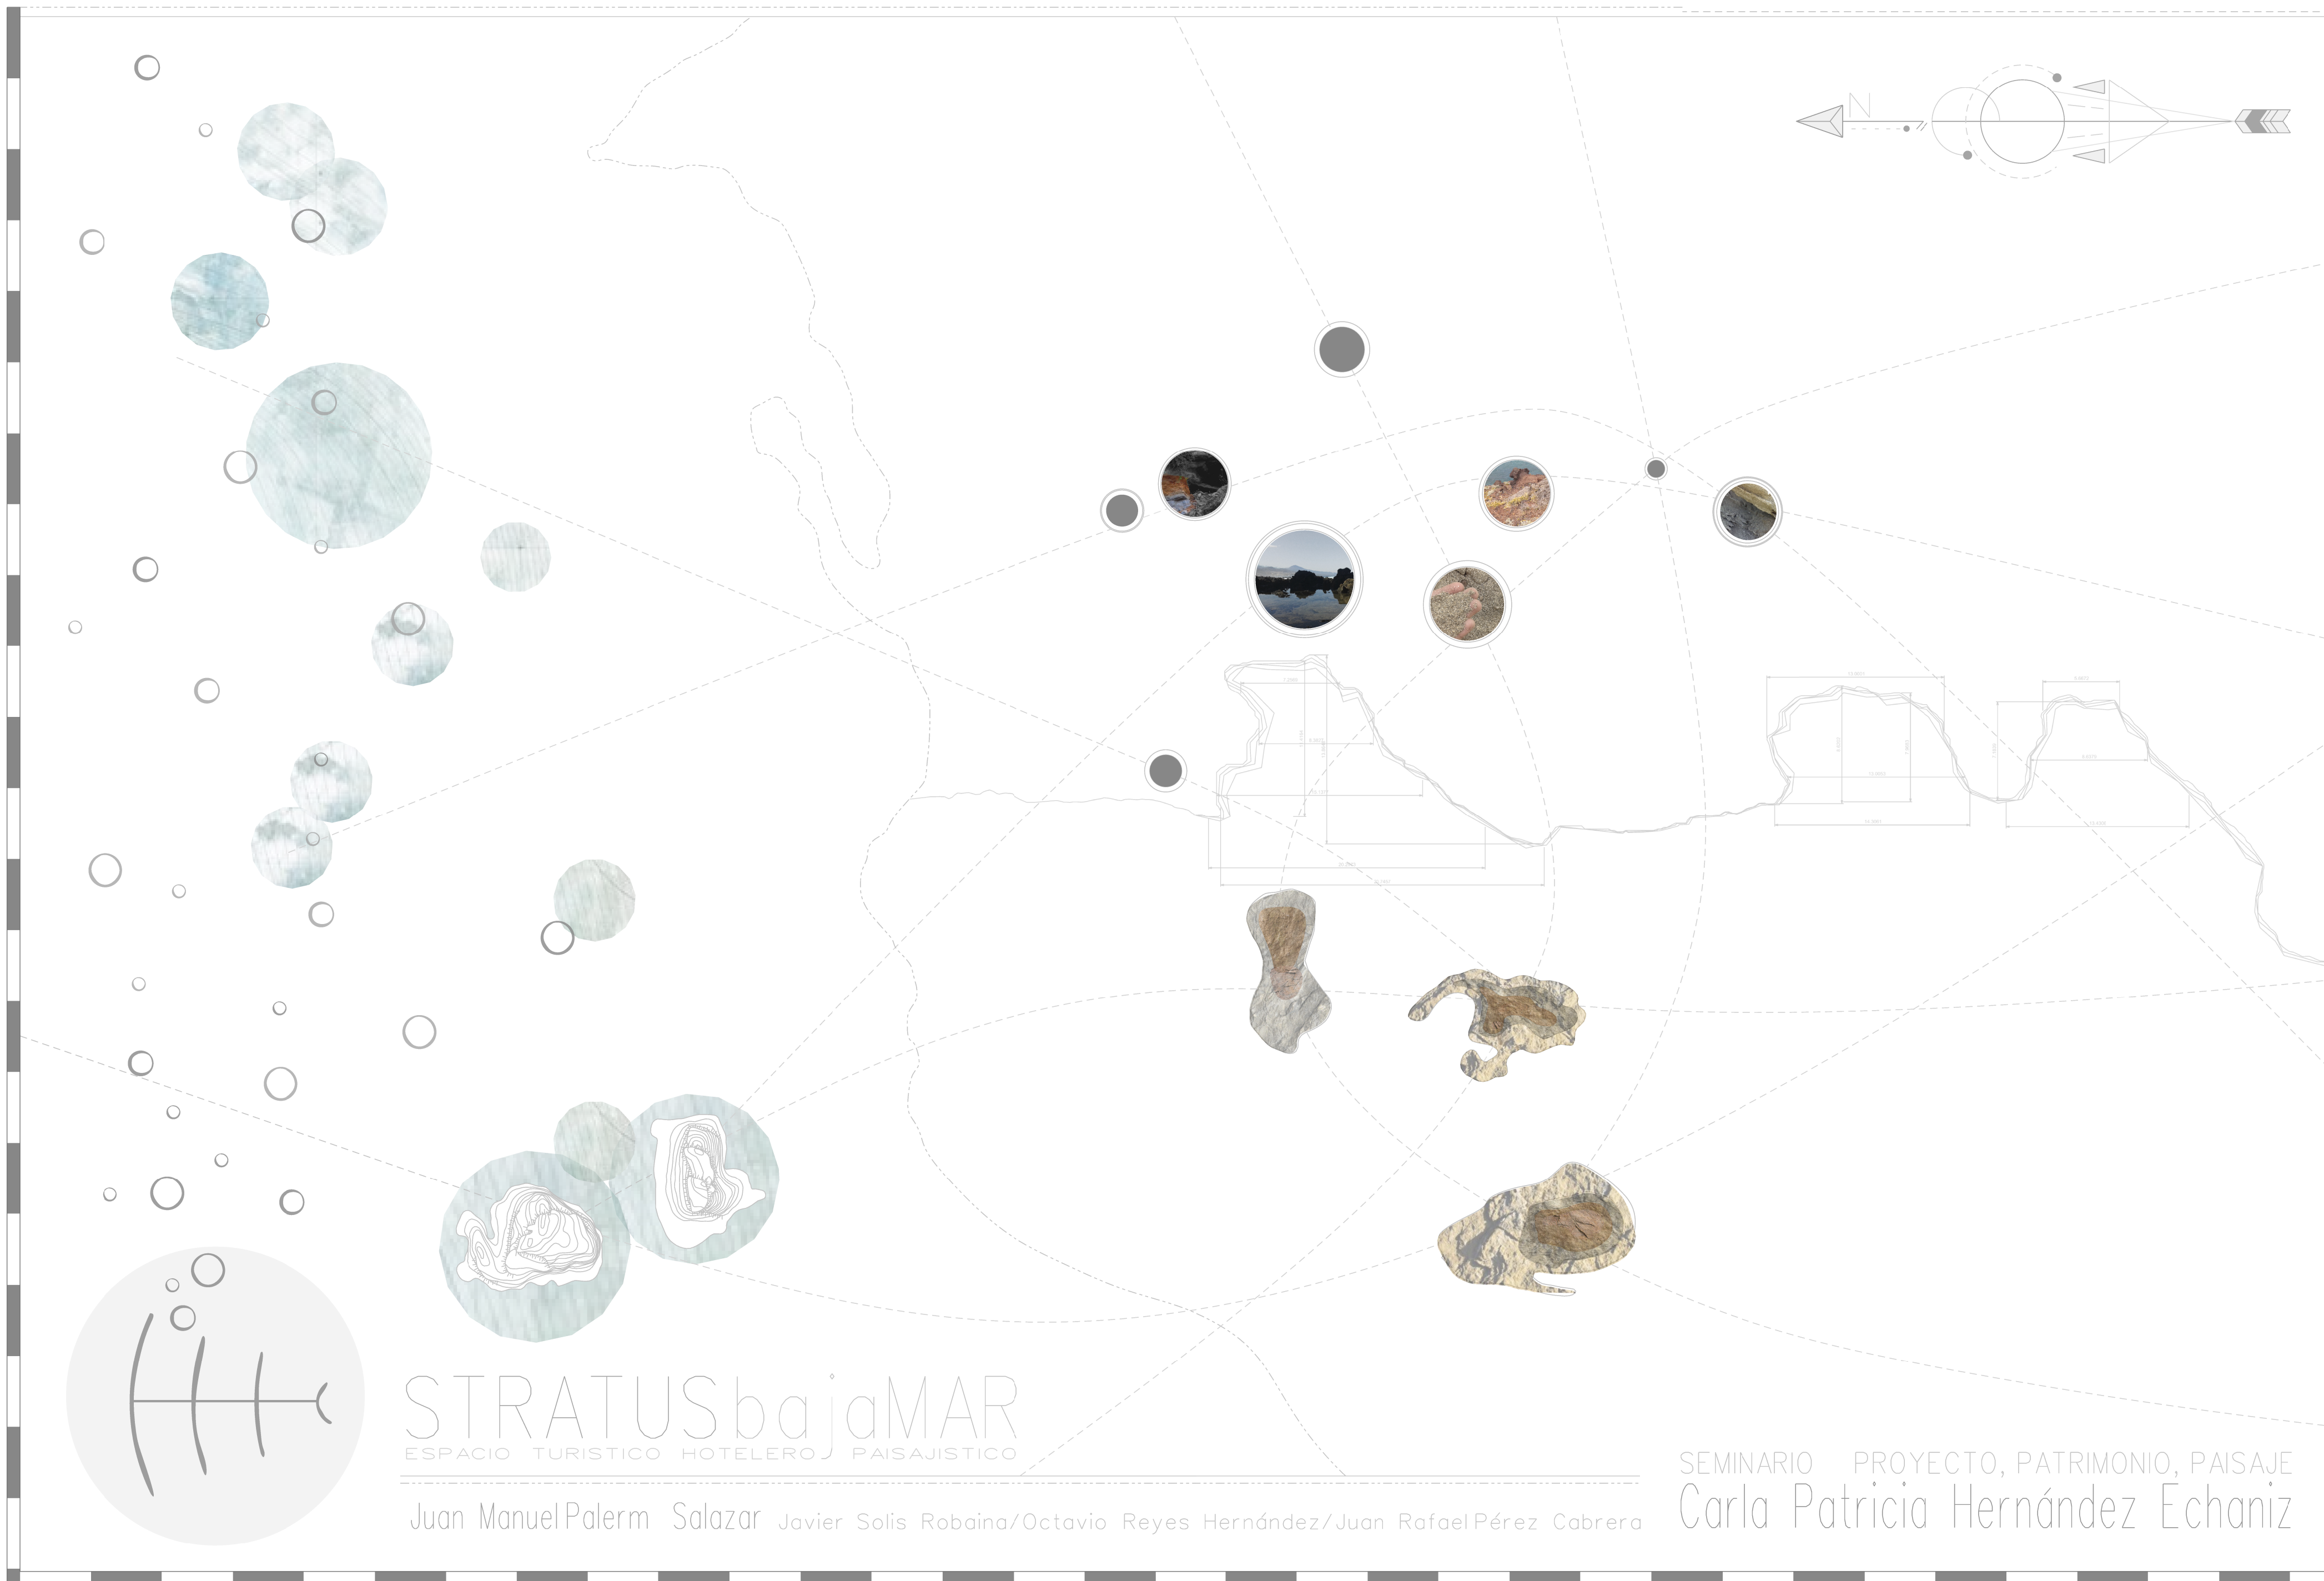 N
STRATUSbajaMAR
ESPACIO TURISTICO HOTELERO PAISAJISTICO
Juan Manuel Palerm Salazar Javier Solis Robaina/Octavio Reyes Hernández/Juan Rafael Pérez Cabrera
SEMINARIO PROYECTO, PATRIMONIO, PAISAJE
Carla Patricia Hernández Echaniz